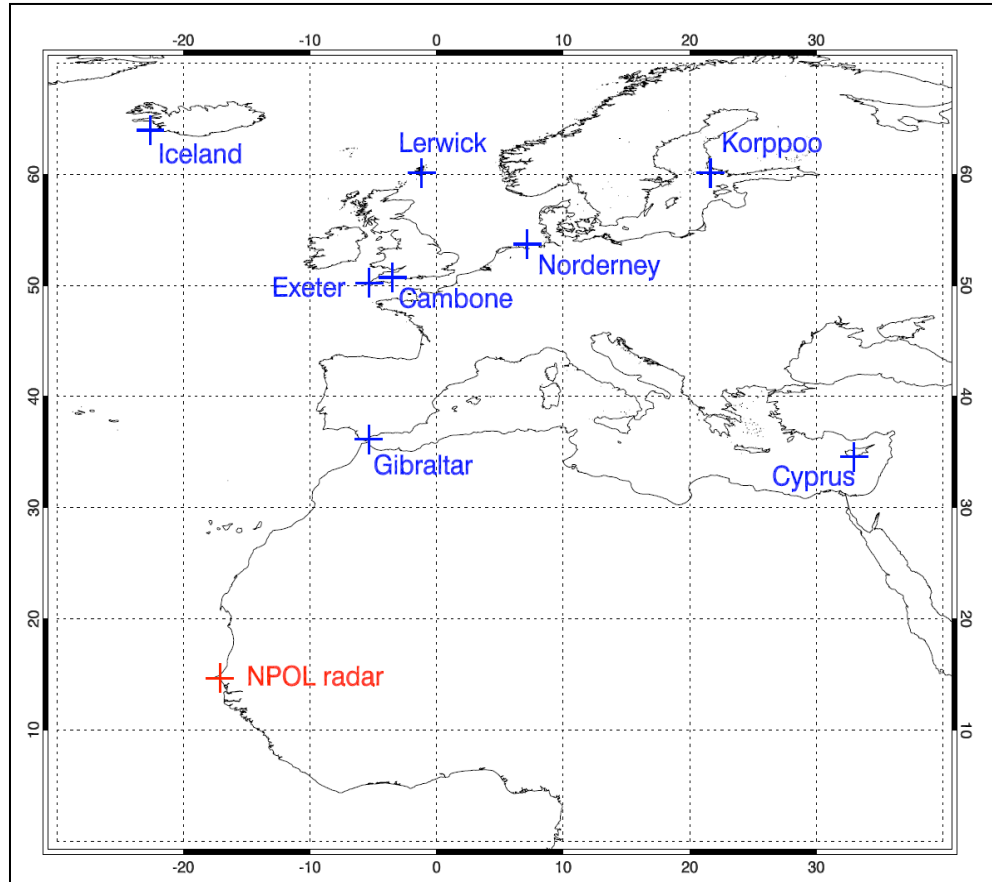 -20 -10 0 10 20 30
Iceland
Lerwick
Korppoo
60 60
Norderney
Exeter
Cambone
50 50
40 40
Gibraltar
Cyprus
30 30
20 20
NPOL radar
10 10
-20 -10 0 10 20 30